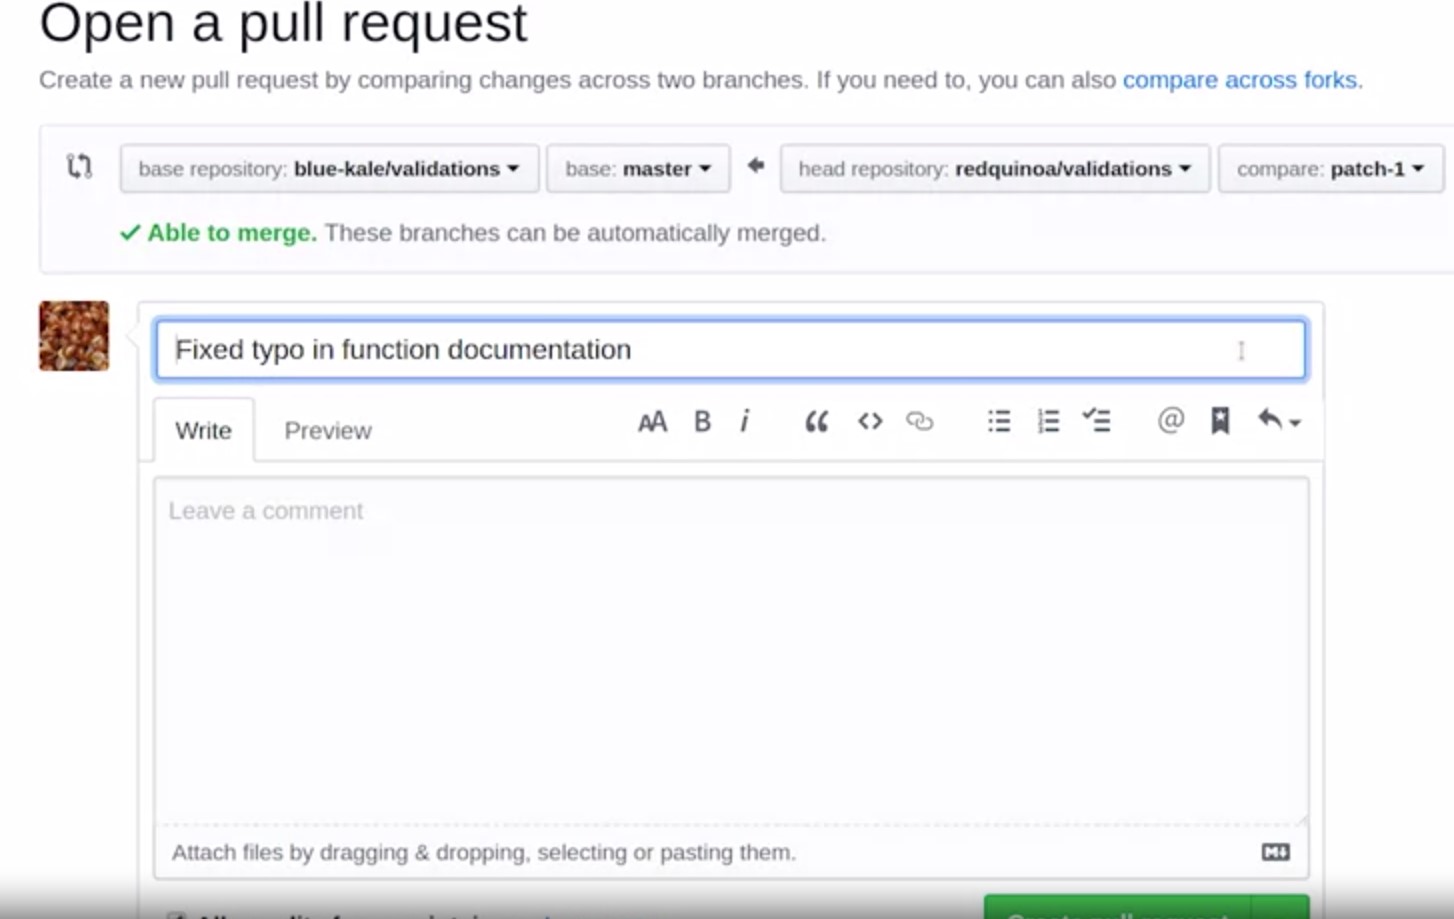 Open a pull request
Create a new pull request by comparing changes across two branches. If you need to, you can also compare across forks.
base repository: blue-kale/validations base: master head repository: redquinoa/validations compare: patch-1
Able to merge. These branches can be automatically merged.
Fixed typo in function documentation
Write Preview AA B i @
Leave a comment
Attach files by dragging & dropping, selecting or pasting them. M